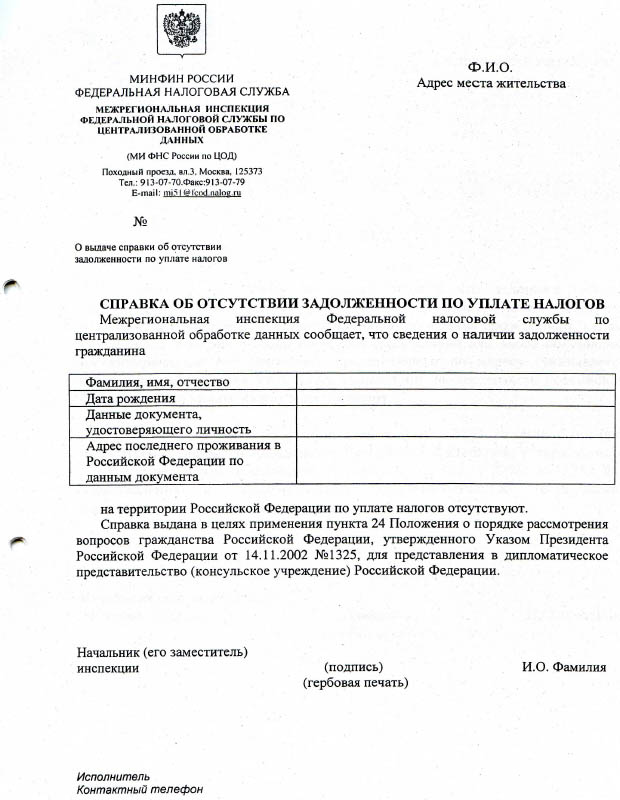 МИНФИН РОССИИ
ФЕДЕРАЛЬНАЯ НАЛОГОВАЯ СЛУЖБА
МЕЖРЕГИОНАЛЬНАЯ ИНСПЕКЦИЯ
ФЕДЕРАЛЬНОЙ НАЛОГОВОЙ СЛУЖБЫ ПО
ЦЕНТРАЛИЗОВАННОЙ ОБРАБОТКЕ
ДАННЫХ
(МИ ФНС России по ЦОД)
Походный проезд, вл.3, Москва, 125373
Тел.: 913-07-70.Факс:913-07-79
E-mail: mi51@fcod.nalog.ru
№
О выдаче справки об отсутствии
задолженности по уплате налогов
Ф.И.О.
Адрес места жительства
СПРАВКА ОБ ОТСУТСТВИИ ЗАДОЛЖЕННОСТИ ПО УПЛАТЕ НАЛОГОВ
Межрегиональная инспекция Федеральной налоговой службы по
централизованной обработке данных сообщает, что сведения о наличии задолженности
гражданина
Фамилия, имя, отчество
Дата рождения
Данные документа,
удостоверяющего личность
Адрес последнего проживания в
Российской Федерации по
данным документа
на территории Российской Федерации по уплате налогов отсутствуют.
Справка выдана в целях применения пункта 24 Положения о порядке рассмотрения
вопросов гражданства Российской Федерации, утвержденного Указом Президента
Российской Федерации от 14.11.2002 №1325, для представления в дипломатическое
представительство (консульское учреждение) Российской Федерации.
Начальник (его заместитель)
инспекции (подпись) И.О. Фамилия
(гербовая печать)
Исполнитель
Контактный телефон